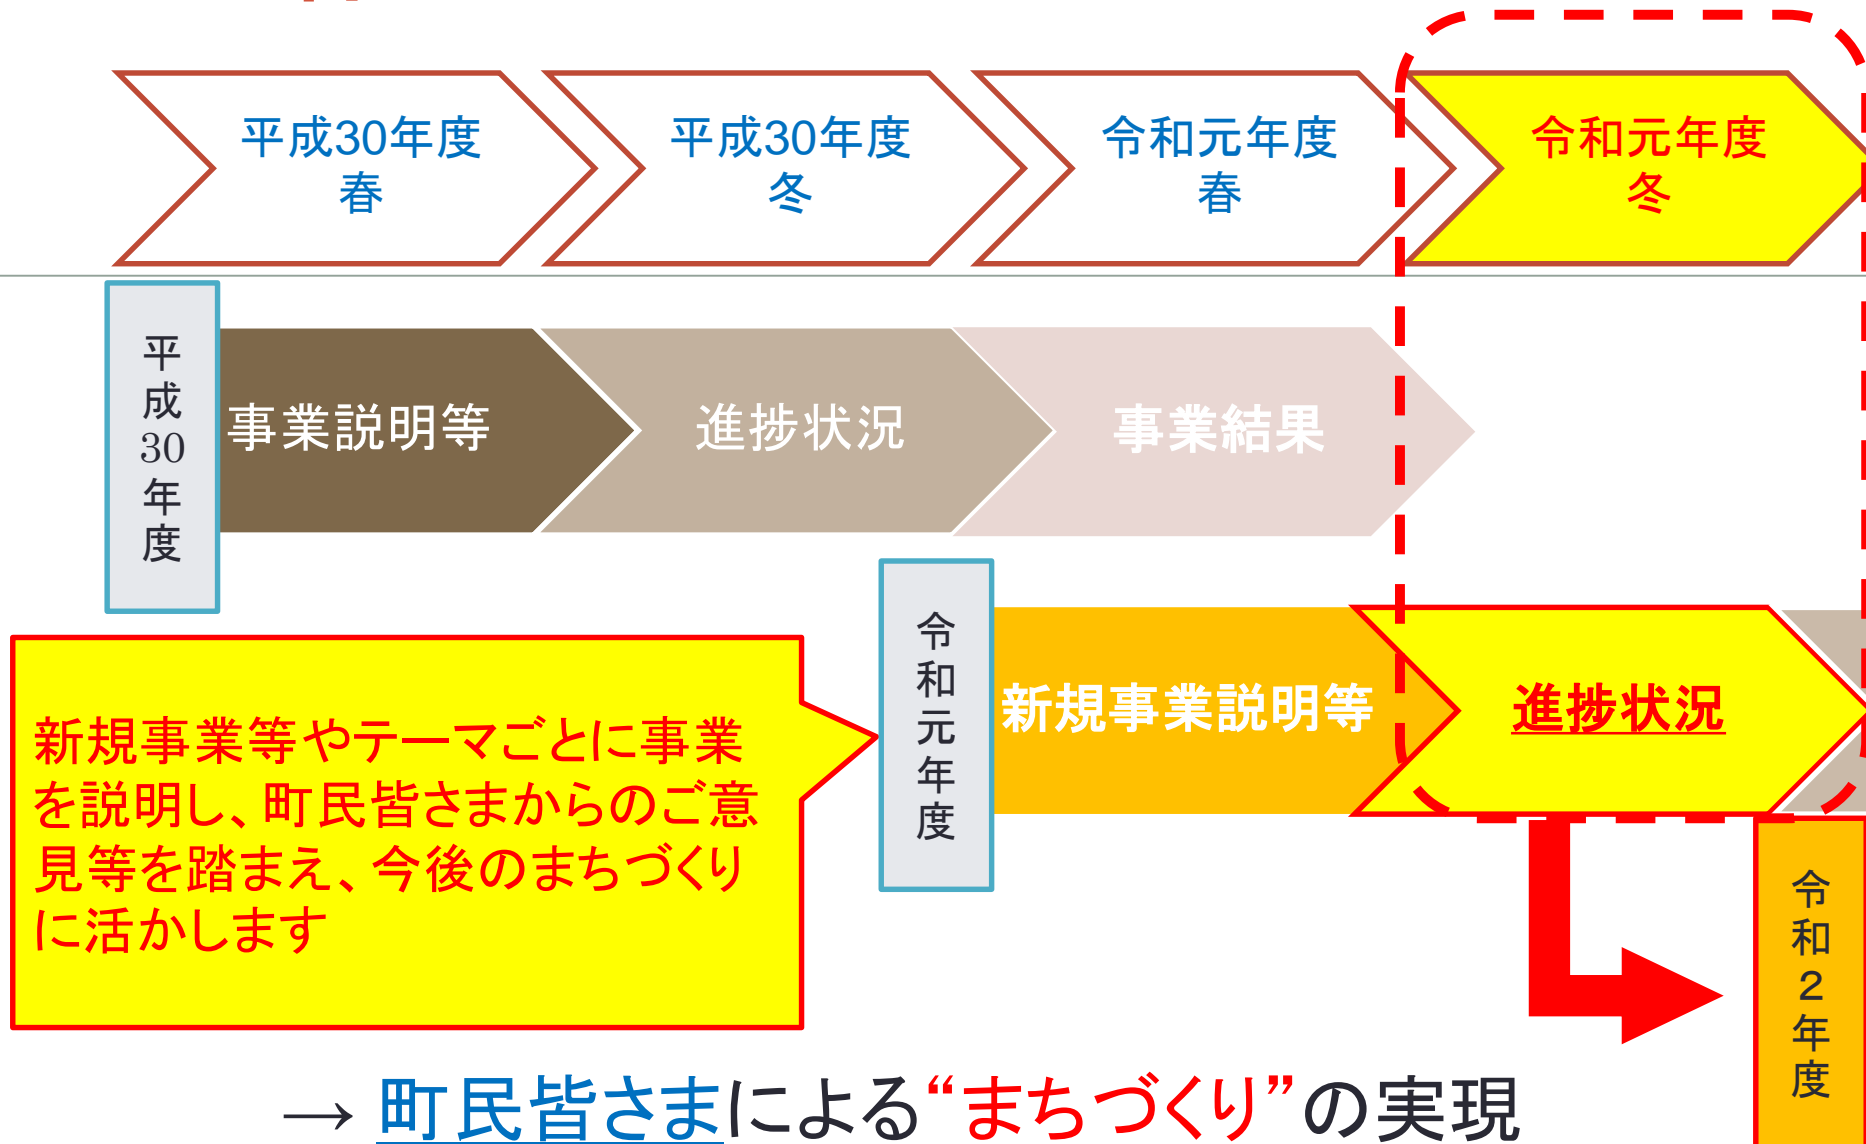 平成30年度
春
平成30年度
冬
令和元年度
春
令和元年度
冬
平成30年度
事業説明等
進捗状況
事業結果
令和元年度
新規事業説明等
進捗状況
新規事業等やテーマごとに事業
を説明し、町民皆さまからのご意
見等を踏まえ、今後のまちづくり
に活かします
令和２年度
→ 町民皆さまによる“まちづくり”の実現